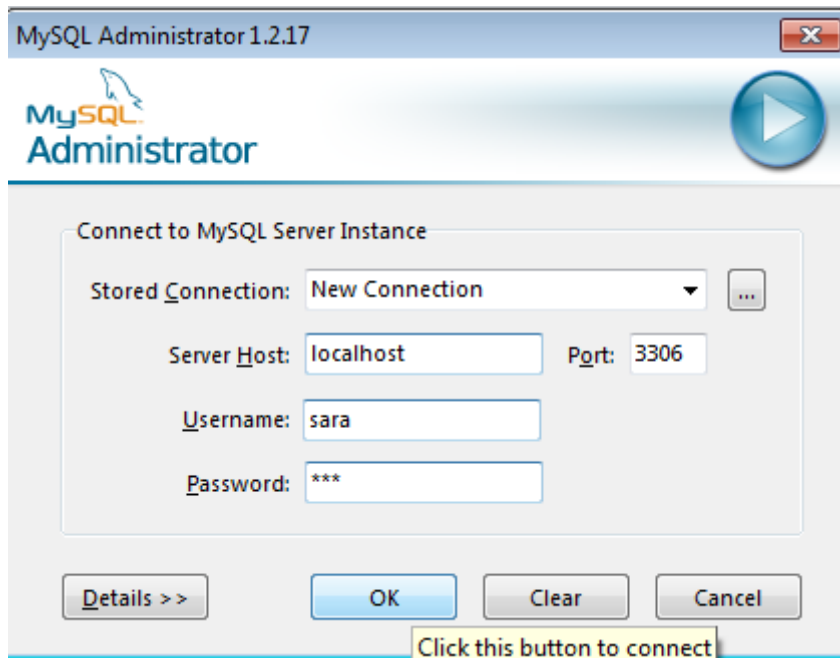 MySQL Administrator 1.2.17
MySQL
Administrator
Connect to MySQL Server Instance
Stored Connection: New Connection ...
Server Host: localhost Port: 3306
Username: sara
Password: ***
Details >> OK Clear Cancel
Click this button to connect